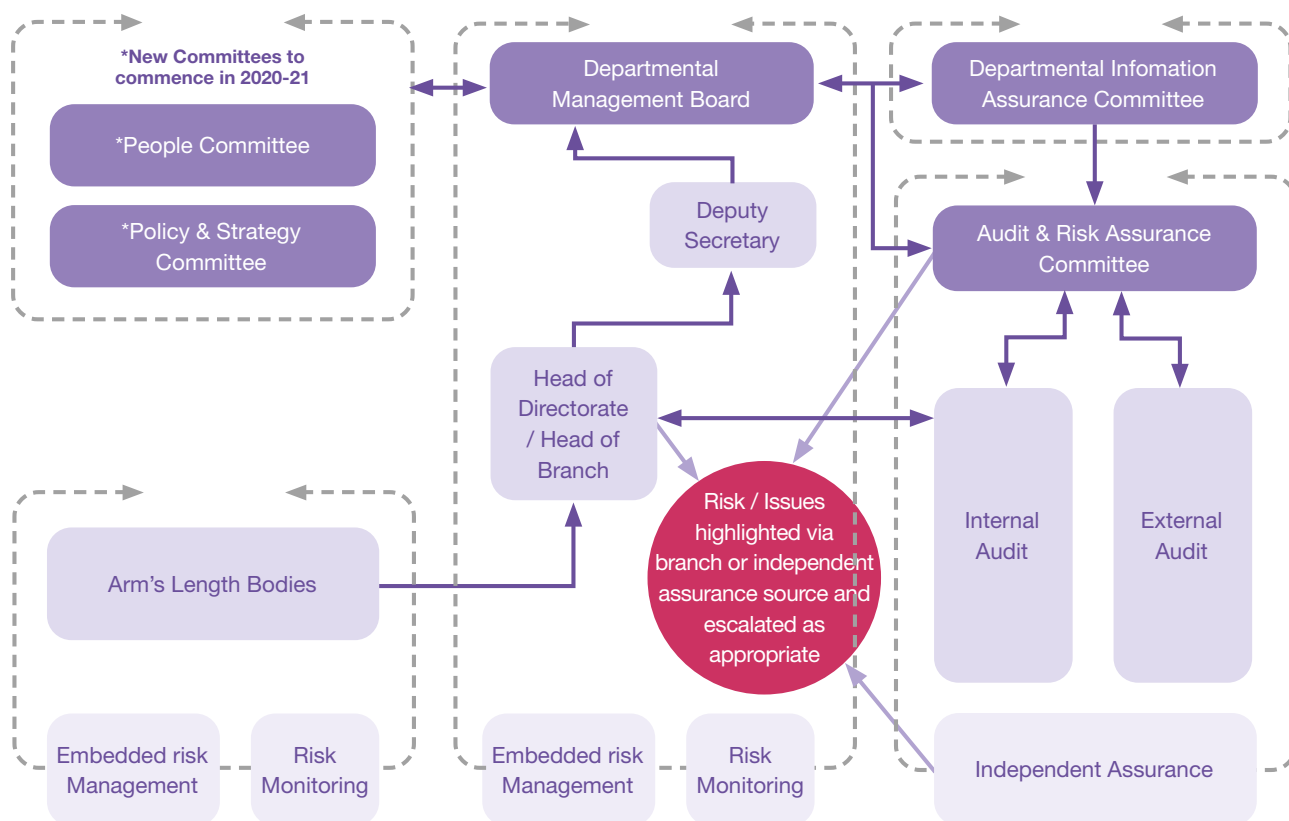 *New Committees to
commence in 2020-21
*People Committee
*Policy & Strategy
Committee
Departmental
Management Board
Departmental Infomation
Assurance Committee
Deputy
Secretary
Audit & Risk Assurance
Committee
Head of
Directorate
/ Head of
Branch
Risk / Issues
highlighted via
branch or independent
assurance source and
escalated as
appropriate
Internal
Audit
External
Audit
Arm’s Length Bodies
Embedded risk
Management
Risk
Monitoring
Embedded risk
Management
Risk
Monitoring
Independent Assurance